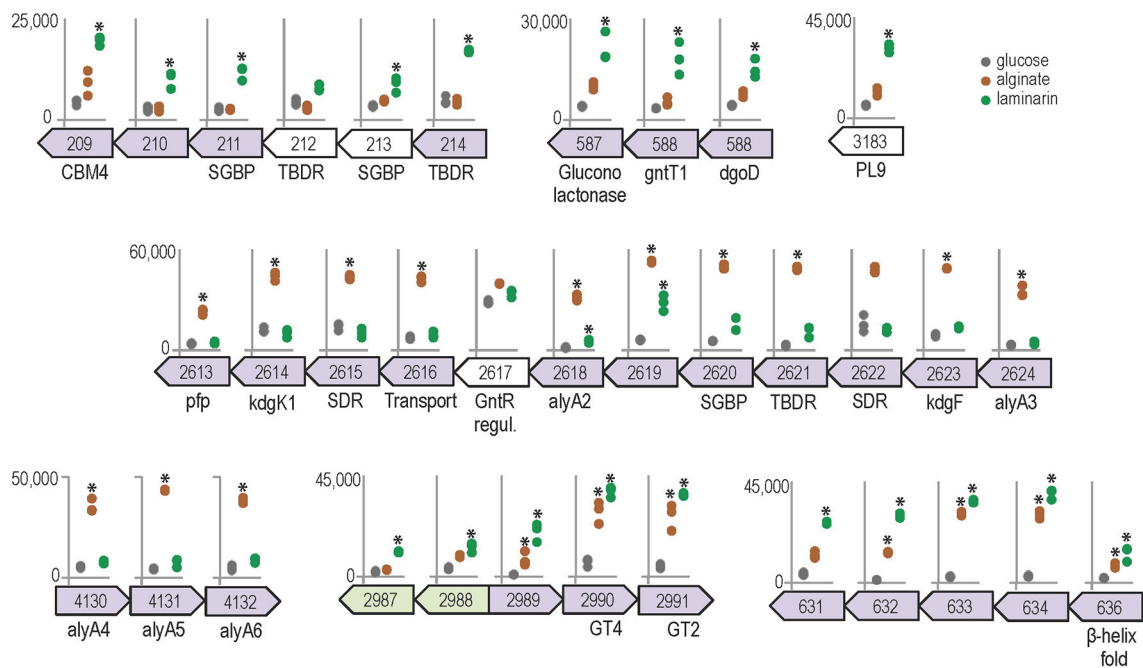 25,000
0
* * * * *
209 210 211 212 213 214
CBM4 SGBP TBDR SGBP TBDR
30,000
0
* * *
587 588 588
Glucono gntT1 dgoD
lactonase
45,000
0
*
3183
PL9
glucose
alginate
laminarin
60,000
0
* * * * * * * * * * * *
2613 2614 2615 2616 2617 2618 2619 2620 2621 2622 2623 2624
pfp kdgK1 SDR Transport GntR alyA2 SGBP TBDR SDR kdgF alyA3
regul.
50,000
0
* * *
4130 4131 4132
alyA4 alyA5 alyA6
45,000
0
* * * * * * * *
2987 2988 2989 2990 2991
GT4 GT2
45,000
0
* * * * * * * * *
631 632 633 634 636
β-helix
fold